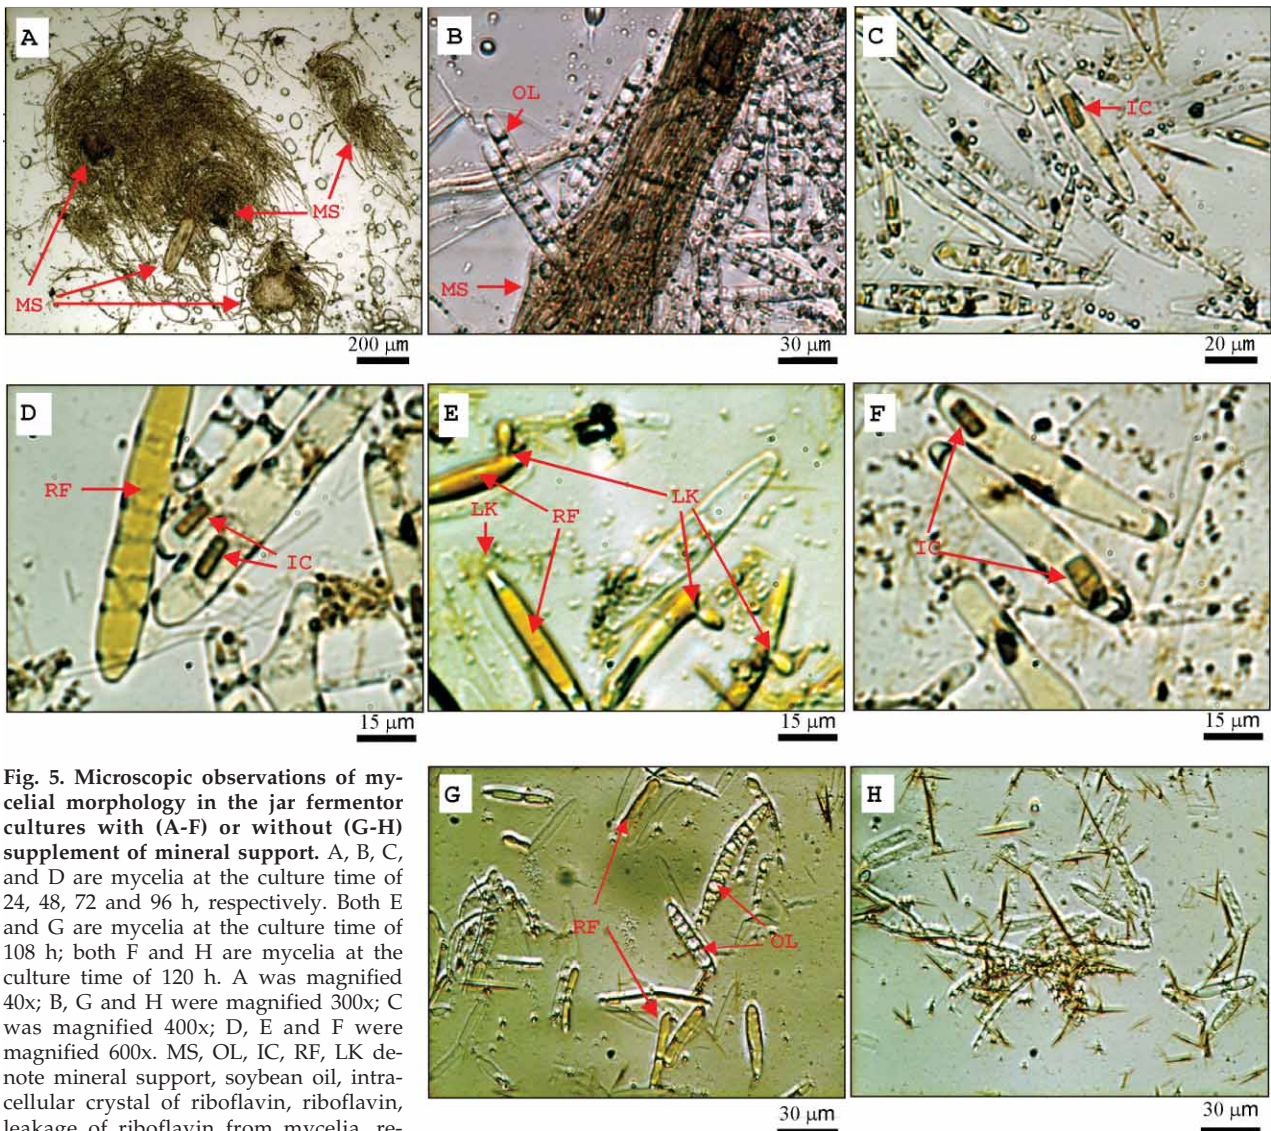 A
MS
MS
200 μm
B
OL
MS
30 μm
C
IC
20 μm
D
RF
IC
15 μm
E
LK
RF
LK
15 μm
F
IC
15 μm
Fig. 5. Microscopic observations of my-
celial morphology in the jar fermentor
cultures with (A-F) or without (G-H)
supplement of mineral support. A, B, C,
and D are mycelia at the culture time of
24, 48, 72 and 96 h, respectively. Both E
and G are mycelia at the culture time of
108 h; both F and H are mycelia at the
culture time of 120 h. A was magnified
40x; B, G and H were magnified 300x; C
was magnified 400x; D, E and F were
magnified 600x. MS, OL, IC, RF, LK de-
note mineral support, soybean oil, intra-
cellular crystal of riboflavin, riboflavin,
leakage of riboflavin from mycelia, re-
G
RF
OL
30 μm
H
30 μm